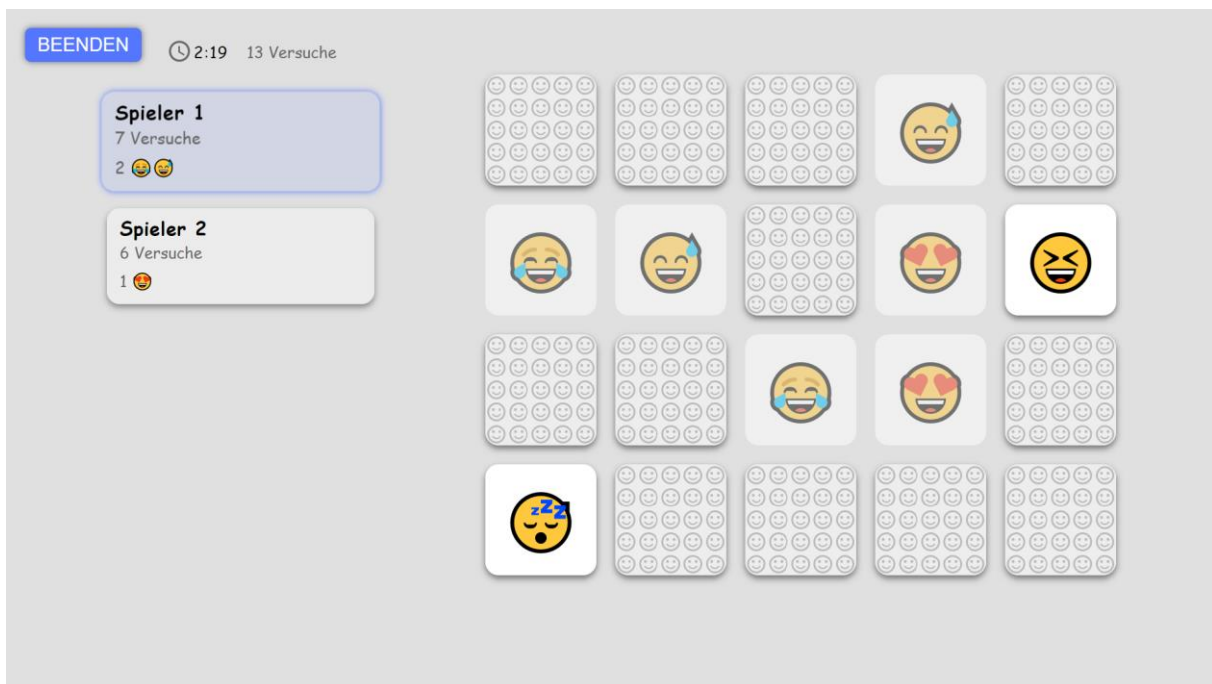 BEENDEN
2:19 13 Versuche
Spieler 1
7 Versuche
2 😂😅
Spieler 2
6 Versuche
1 😍